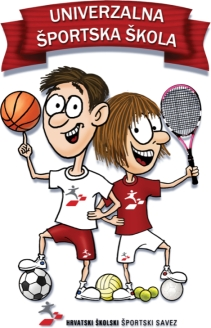 UNIVERZALNA
ŠPORTSKA ŠKOLA
HRVATSKI ŠKOLSKI ŠPORTSKI SAVEZ